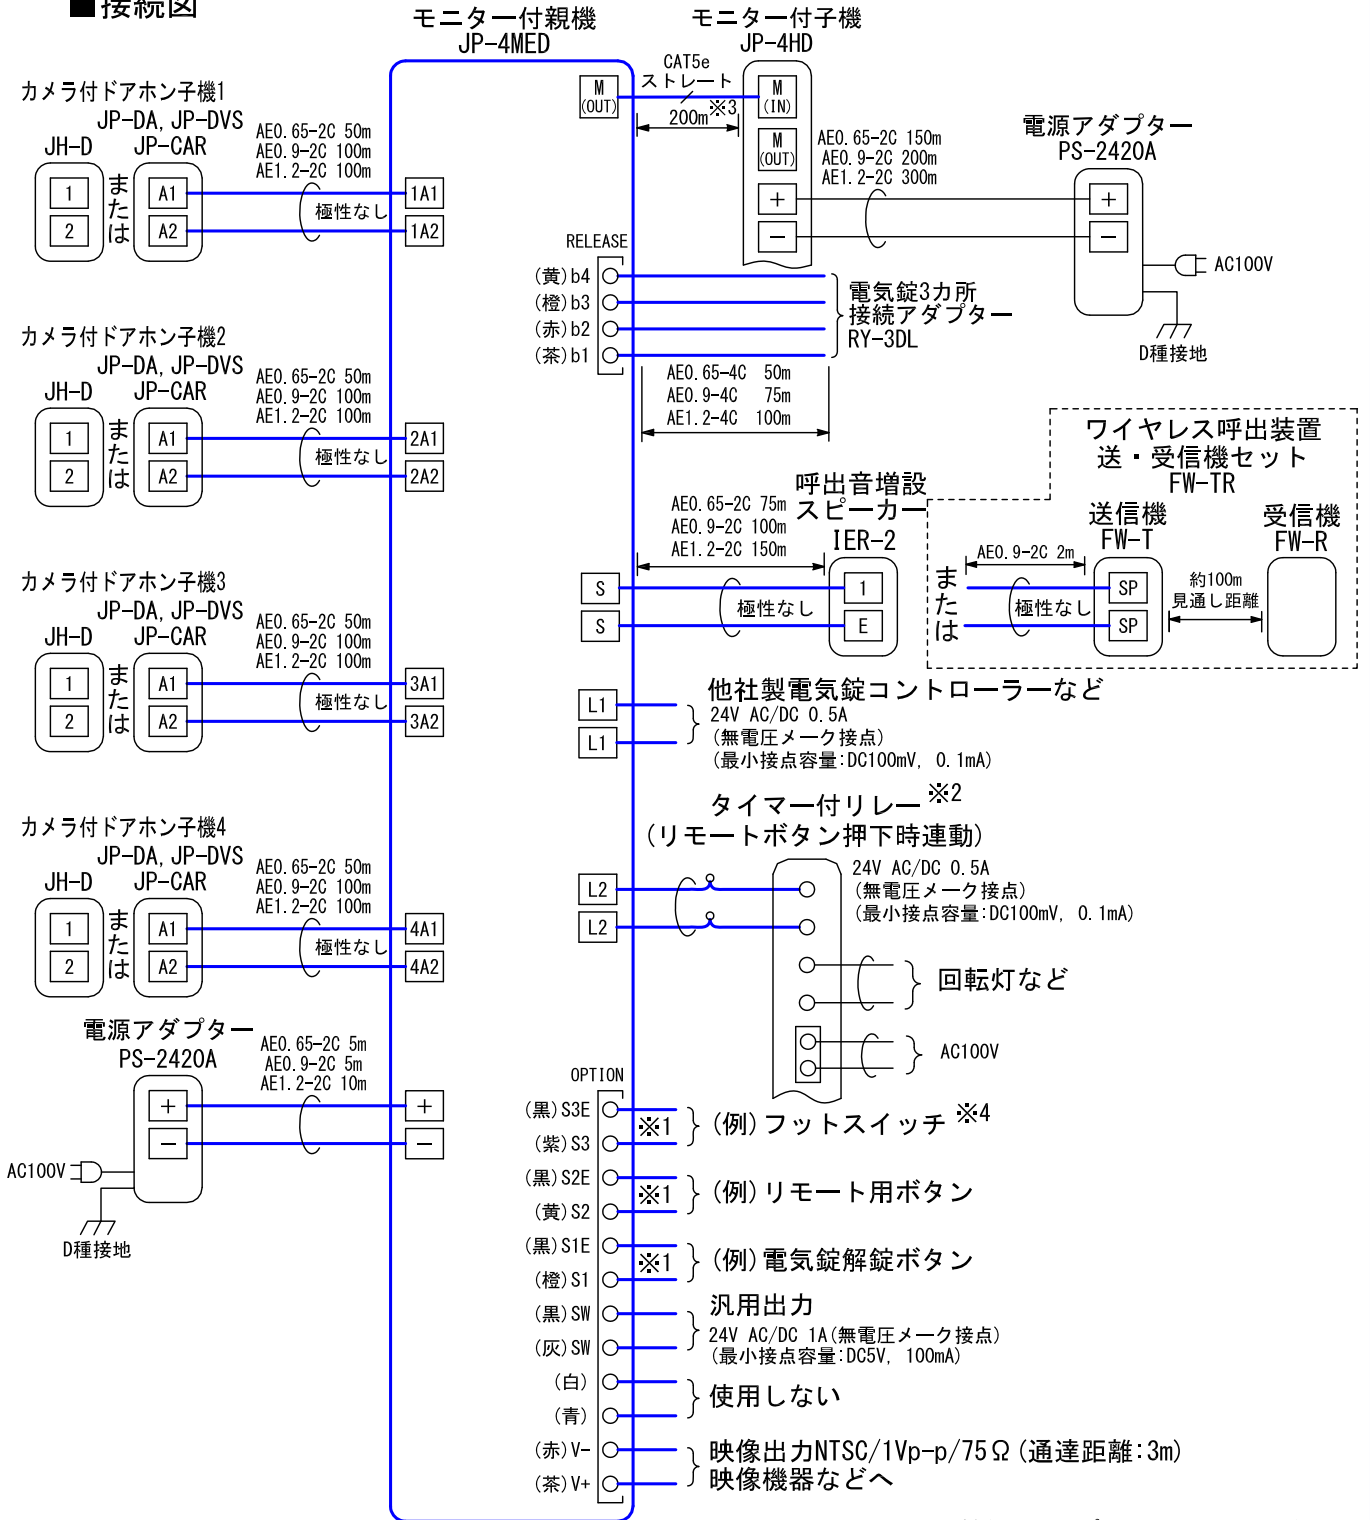 ■接続図
モニター付親機
JP-4MED
モニター付子機
JP-4HD
カメラ付ドアホン子機1
JP-DA, JP-DVS
JH-D
JP-CAR
AE0.65-2C 50m
AE0.9-2C 100m
AE1.2-2C 100m
1
2
または
A1
A2
極性なし
1A1
1A2
カメラ付ドアホン子機2
JP-DA, JP-DVS
JH-D
JP-CAR
AE0.65-2C 50m
AE0.9-2C 100m
AE1.2-2C 100m
1
2
または
A1
A2
極性なし
2A1
2A2
カメラ付ドアホン子機3
JP-DA, JP-DVS
JH-D
JP-CAR
AE0.65-2C 50m
AE0.9-2C 100m
AE1.2-2C 100m
1
2
または
A1
A2
極性なし
3A1
3A2
カメラ付ドアホン子機4
JP-DA, JP-DVS
JH-D
JP-CAR
AE0.65-2C 50m
AE0.9-2C 100m
AE1.2-2C 100m
1
2
または
A1
A2
極性なし
4A1
4A2
電源アダプター
PS-2420A
AE0.65-2C 5m
AE0.9-2C 5m
AE1.2-2C 10m
+
−
+
−
AC100V
D種接地
M
(OUT)
CAT5e
ストレート
200m※3
M
(IN)
M
(OUT)
+
−
AE0.65-2C 150m
AE0.9-2C 200m
AE1.2-2C 300m
電源アダプター
PS-2420A
+
−
AC100V
D種接地
RELEASE
(黄)b4
(橙)b3
(赤)b2
(茶)b1
電気錠3カ所
接続アダプター
RY-3DL
AE0.65-4C 50m
AE0.9-4C 75m
AE1.2-4C 100m
AE0.65-2C 75m
AE0.9-2C 100m
AE1.2-2C 150m
呼出音増設
スピーカー
IER-2
S
S
極性なし
1
E
ワイヤレス呼出装置
送・受信機セット
FW-TR
または
AE0.9-2C 2m
極性なし
送信機
FW-T
SP
SP
約100m
見通し距離
受信機
FW-R
L1
L1
他社製電気錠コントローラーなど
24V AC/DC 0.5A
(無電圧メーク接点)
(最小接点容量:DC100mV, 0.1mA)
タイマー付リレー※2
(リモートボタン押下時連動)
L2
L2
24V AC/DC 0.5A
(無電圧メーク接点)
(最小接点容量:DC100mV, 0.1mA)
回転灯など
AC100V
OPTION
(黒)S3E
(紫)S3
※1
(例)フットスイッチ※4
(黒)S2E
(黄)S2
※1
(例)リモート用ボタン
(黒)S1E
(橙)S1
※1
(例)電気錠解錠ボタン
(黒)SW
(灰)SW
汎用出力
24V AC/DC 1A(無電圧メーク接点)
(最小接点容量:DC5V, 100mA)
(白)
(青)
使用しない
(赤)V-
(茶)V+
映像出力NTSC/1Vp-p/75Ω(通達距離:3m)
映像機器などへ